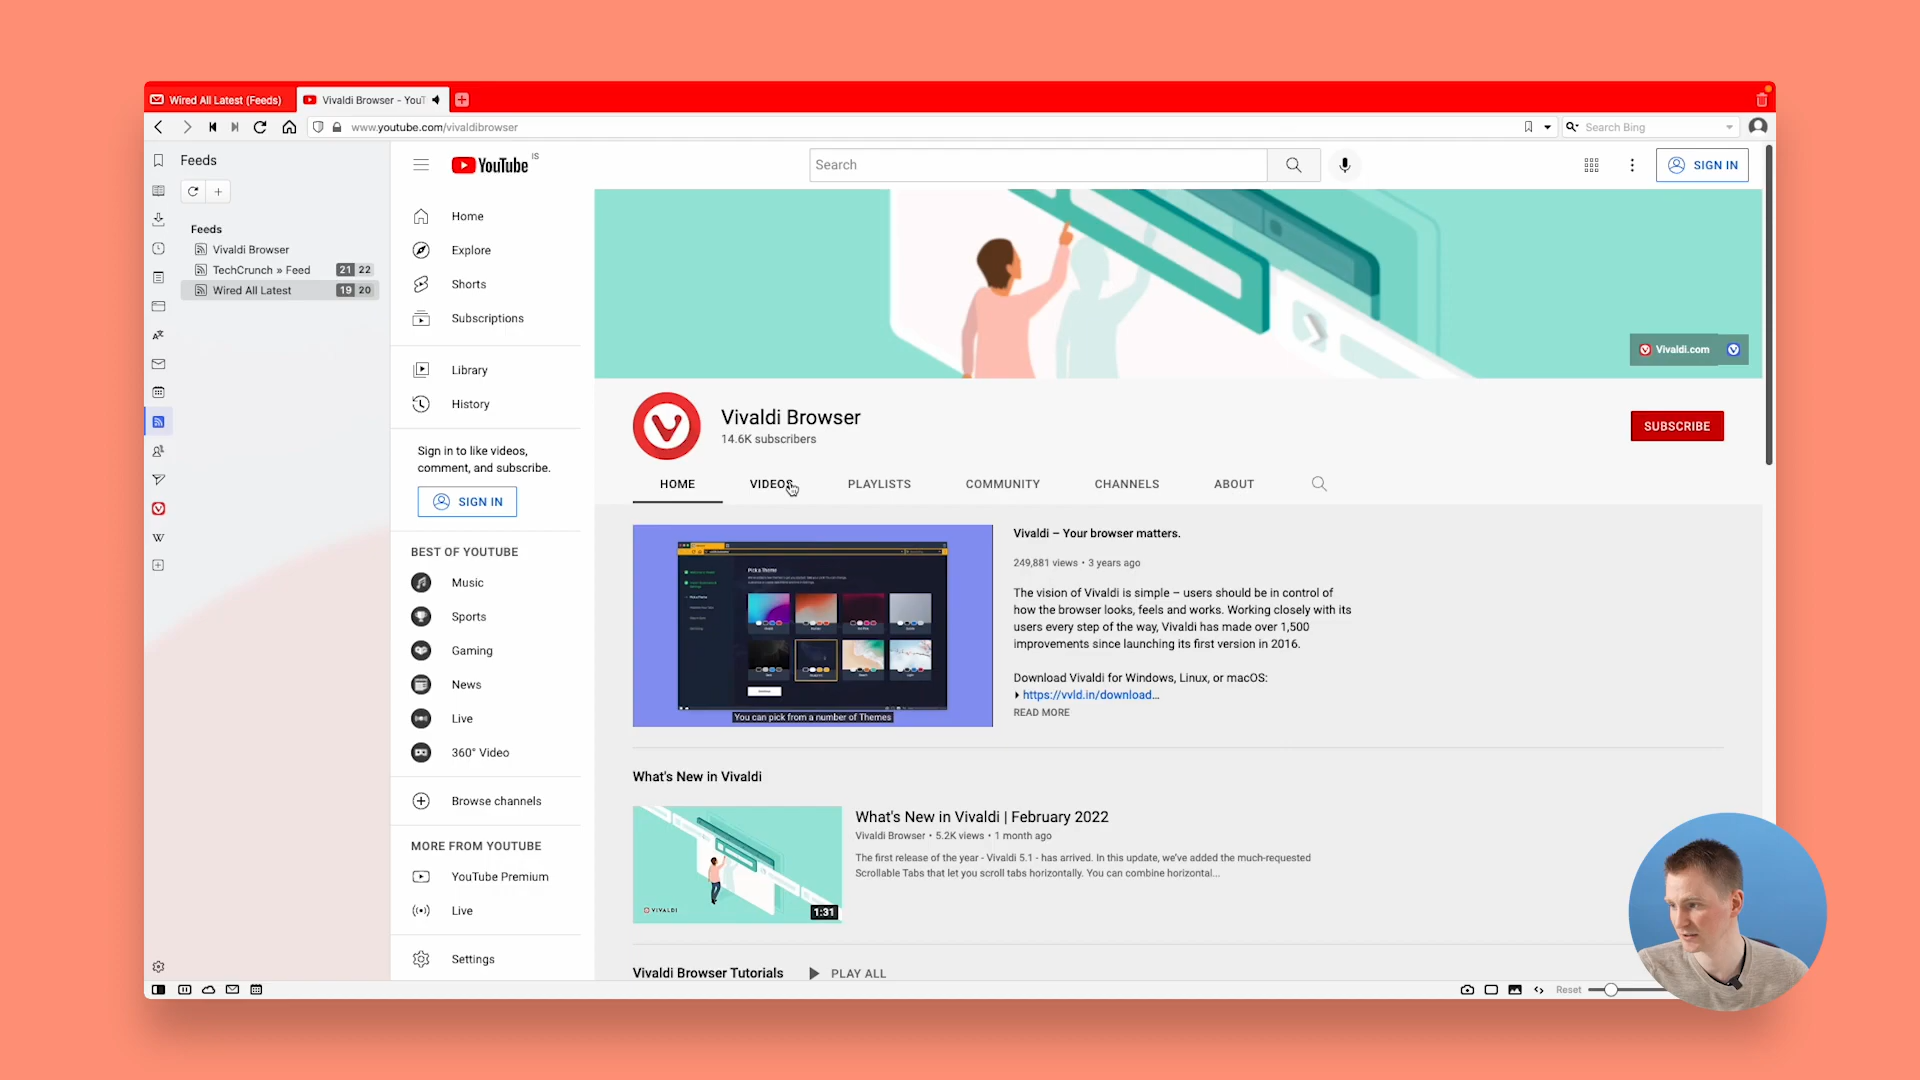 Wired All Latest (Feeds)
Vivaldi Browser - YouT
www.youtube.com/vivaldibrowser
Search Bing
Feeds
Feeds
Vivaldi Browser
TechCrunch » Feed 21 22
Wired All Latest 19 20
YouTube IS
Search
SIGN IN
Home
Explore
Shorts
Subscriptions
Library
History
Sign in to like videos,
comment, and subscribe.
SIGN IN
BEST OF YOUTUBE
Music
Sports
Gaming
News
Live
360° Video
Browse channels
MORE FROM YOUTUBE
YouTube Premium
Live
Settings
Vivaldi.com
Vivaldi Browser
14.6K subscribers
SUBSCRIBE
HOME VIDEOS PLAYLISTS COMMUNITY CHANNELS ABOUT
Pick a Theme
You can pick from a number of Themes
Vivaldi – Your browser matters.
249,881 views • 3 years ago
The vision of Vivaldi is simple – users should be in control of
how the browser looks, feels and works. Working closely with its
users every step of the way, Vivaldi has made over 1,500
improvements since launching its first version in 2016.
Download Vivaldi for Windows, Linux, or macOS:
https://vvld.in/download...
READ MORE
What's New in Vivaldi
VIVALDI
1:31
What's New in Vivaldi | February 2022
Vivaldi Browser • 5.2K views • 1 month ago
The first release of the year - Vivaldi 5.1 - has arrived. In this update, we've added the much-requested
Scrollable Tabs that let you scroll tabs horizontally. You can combine horizontal...
Vivaldi Browser Tutorials
PLAY ALL
Reset